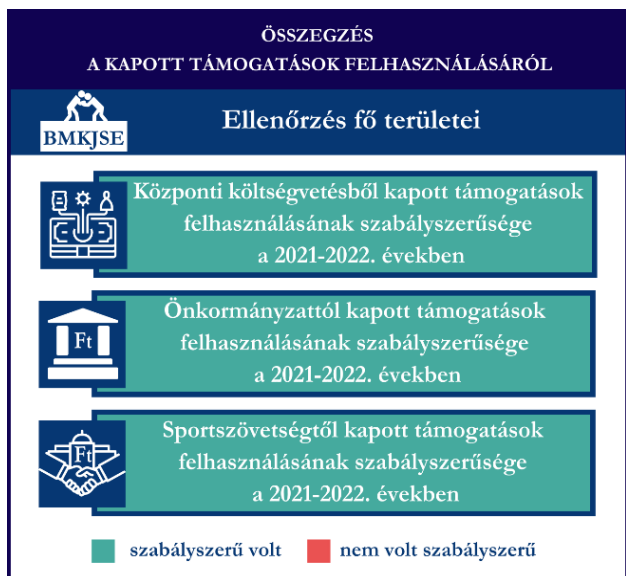 ÖSSZEGZÉS
A KAPOTT TÁMOGATÁSOK FELHASZNÁLÁSÁRÓL
BMKJSE
Ellenőrzés fő területei
Központi költségvetésből kapott támogatások
felhasználásának szabályszerűsége
a 2021-2022. években
Ft
Önkormányzattól kapott támogatások
felhasználásának szabályszerűsége
a 2021-2022. években
Ft
Sportszövetségtől kapott támogatások
felhasználásának szabályszerűsége
a 2021-2022. években
szabályszerű volt
nem volt szabályszerű